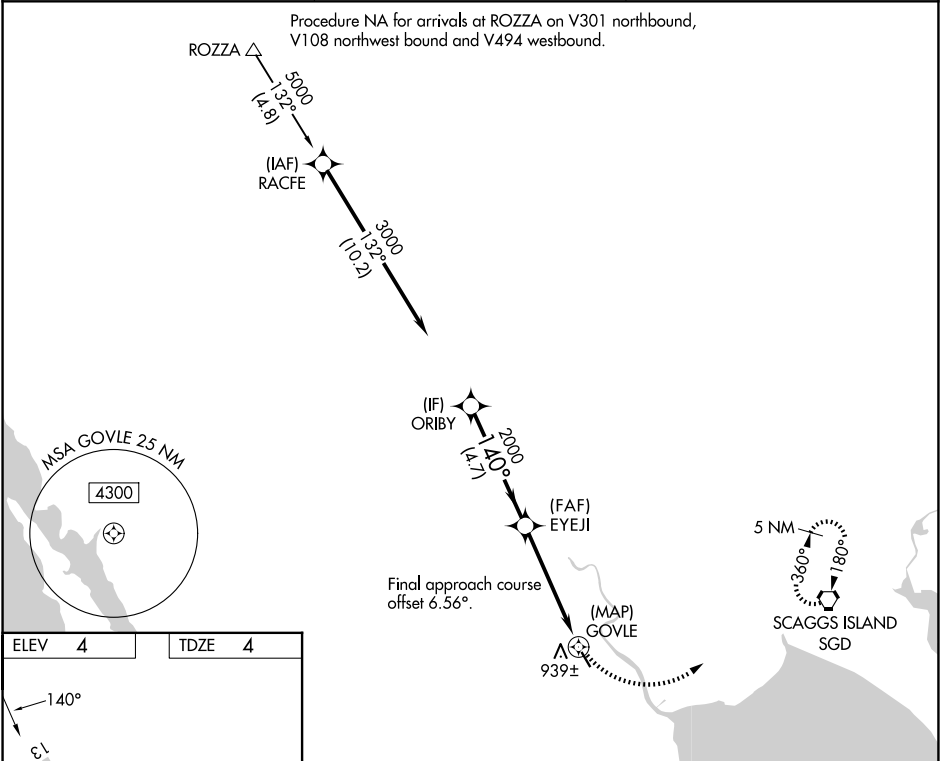 Procedure NA for arrivals at ROZZA on V301 northbound,
V108 northwest bound and V494 westbound.
ROZZA
5000
132°
(4.8)
(IAF)
RACFE
3000
132°
(10.2)
(IF)
ORIBY
2000
140°
(4.7)
MSA GOVLE 25 NM
4300
(FAF)
EYEJI
5 NM
360°
180°
Final approach course
offset 6.56°.
(MAP)
GOVLE
939±
SCAGGS ISLAND
SGD
ELEV 4
TDZE 4
140°
13